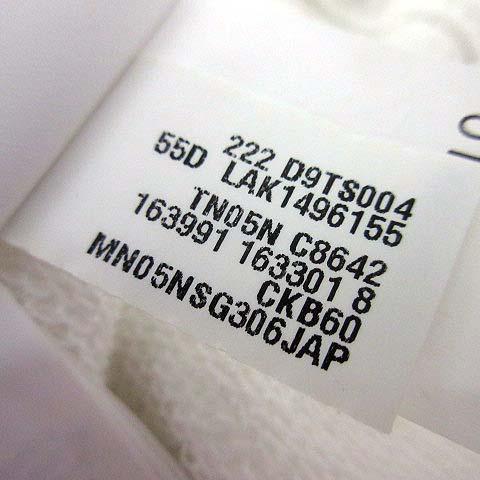 222 D9TS004
55D LAK1496155
TN05N C8642
163991 163301 8
CKB60
MN05NSG306JAP